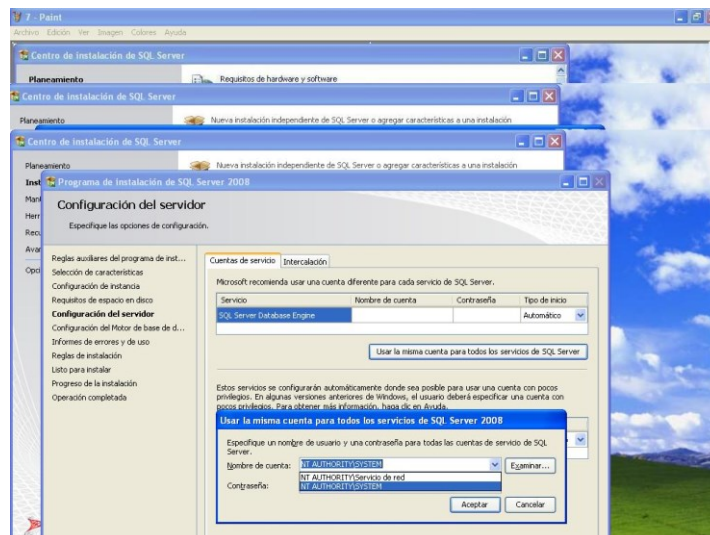 7 - Paint
Archivo Edición Ver Imagen Colores Ayuda
Centro de instalación de SQL Server
Planeamiento
Requisitos de hardware y software
Centro de instalación de SQL Server
Planeamiento
Nueva instalación independiente de SQL Server o agregar características a una instalación
Centro de instalación de SQL Server
Planeamiento
Nueva instalación independiente de SQL Server o agregar características a una instalación
Inst
Programa de instalación de SQL Server 2008
Mant
Configuración del servidor
Herr
Especifique las opciones de configuración.
Recu
Avar
Opci
Reglas auxiliares del programa de inst...
Selección de características
Configuración de instancia
Requisitos de espacio en disco
Configuración del servidor
Configuración del Motor de base de d...
Informes de errores y de uso
Reglas de instalación
Listo para instalar
Progreso de la instalación
Operación completada
Cuentas de servicio Intercalación
Microsoft recomienda usar una cuenta diferente para cada servicio de SQL Server.
Servicio Nombre de cuenta Contraseña Tipo de inicio
SQL Server Database Engine Automático
Usar la misma cuenta para todos los servicios de SQL Server
Estos servicios se configurarán automáticamente donde sea posible para usar una cuenta con pocos
privilegios. En algunas versiones anteriores de Windows, el usuario deberá especificar una cuenta con
pocos privilegios. Para obtener más información, haga clic en Ayuda.
Usar la misma cuenta para todos los servicios de SQL Server 2008
Especifique un nombre de usuario y una contraseña para todas las cuentas de servicio de SQL
Server.
Nombre de cuenta: NT AUTHORITY\SYSTEM Examinar...
NT AUTHORITY\Servicio de red
Contraseña: NT AUTHORITY\SYSTEM
Aceptar Cancelar